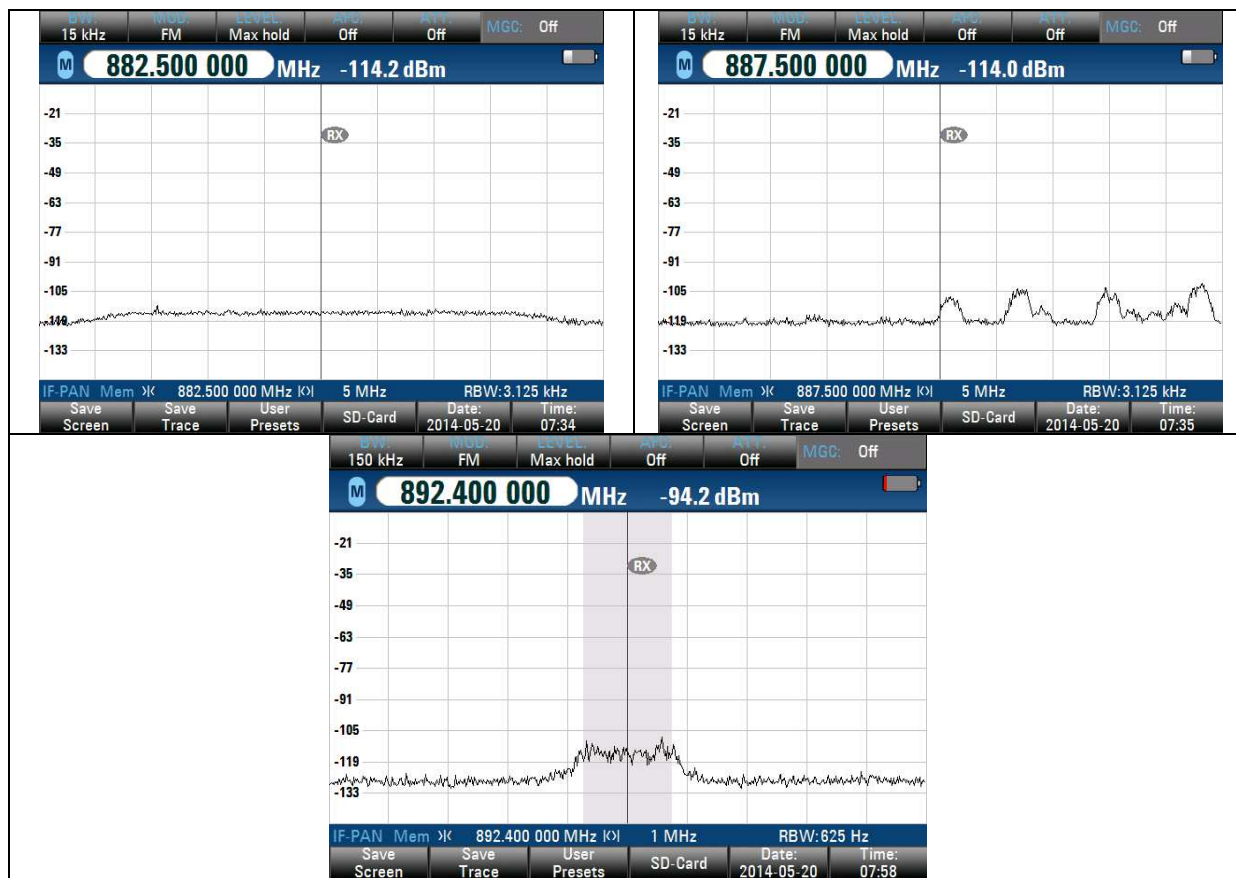 BW: MOD: LEVEL: AFC: ATT: MGC: Off
15 kHz FM Max hold Off Off
M 882.500 000 MHz -114.2 dBm
-21
RX
-35
-49
-63
-77
-91
-105
-119
-133
IF-PAN Mem 882.500 000 MHz 5 MHz RBW:3.125 kHz
Save Save User SD-Card Date: Time:
Screen Trace Presets 2014-05-20 07:34
BW: MOD: LEVEL: AFC: ATT: MGC: Off
15 kHz FM Max hold Off Off
M 887.500 000 MHz -114.0 dBm
-21
RX
-35
-49
-63
-77
-91
-105
-119
-133
IF-PAN Mem 887.500 000 MHz 5 MHz RBW:3.125 kHz
Save Save User SD-Card Date: Time:
Screen Trace Presets 2014-05-20 07:35
BW: MOD: LEVEL: AFC: ATT: MGC: Off
150 kHz FM Max hold Off Off
M 892.400 000 MHz -94.2 dBm
-21
RX
-35
-49
-63
-77
-91
-105
-119
-133
IF-PAN Mem 892.400 000 MHz 1 MHz RBW:625 Hz
Save Save User SD-Card Date: Time:
Screen Trace Presets 2014-05-20 07:58